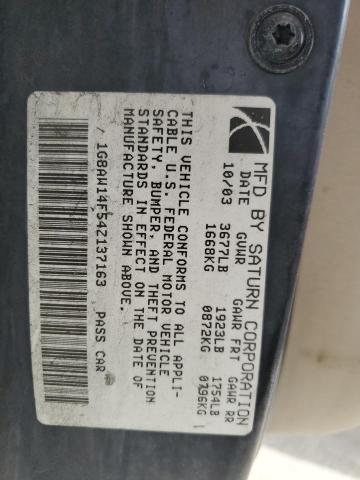 MFD BY SATURN CORPORATION
DATE GVWR GAWR FRT GAWR RR
10/03 3677LB 1923LB 1754LB
1668KG 0872KG 0796KG
THIS VEHICLE CONFORMS TO ALL APPLI-
CABLE U.S. FEDERAL MOTOR VEHICLE
SAFETY, BUMPER, AND THEFT PREVENTION
STANDARDS IN EFFECT ON THE DATE OF
MANUFACTURE SHOWN ABOVE.
1G8AW14F54Z137163 PASS CAR